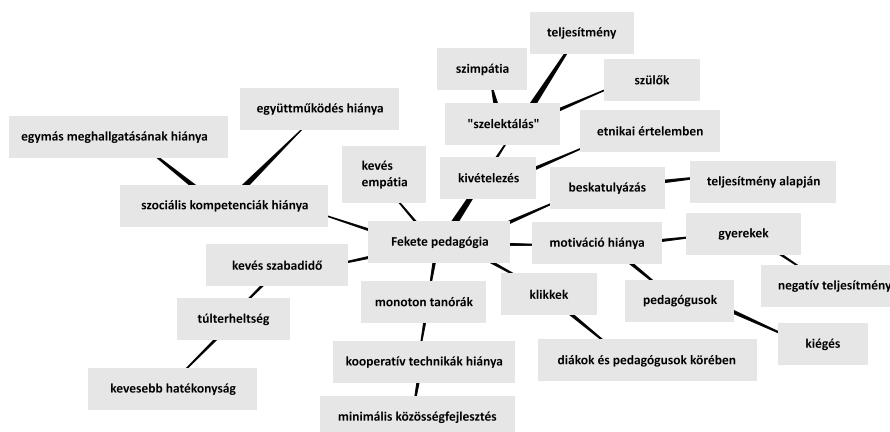 teljesítmény
szimpátia
szülők
"szelektálás"
együttműködés hiánya
egymás meghallgatásának hiánya
etnikai értelemben
kevés
empátia
kivételezés
beskatulyázás
teljesítmény alapján
szociális kompetenciák hiánya
Fekete pedagógia
motiváció hiánya
gyerekek
kevés szabadidő
negatív teljesítmény
klikkek
monoton tanórák
pedagógusok
túlterheltség
kiégés
kooperatív technikák hiánya
diákok és pedagógusok körében
kevesebb hatékonyság
minimális közösségfejlesztés